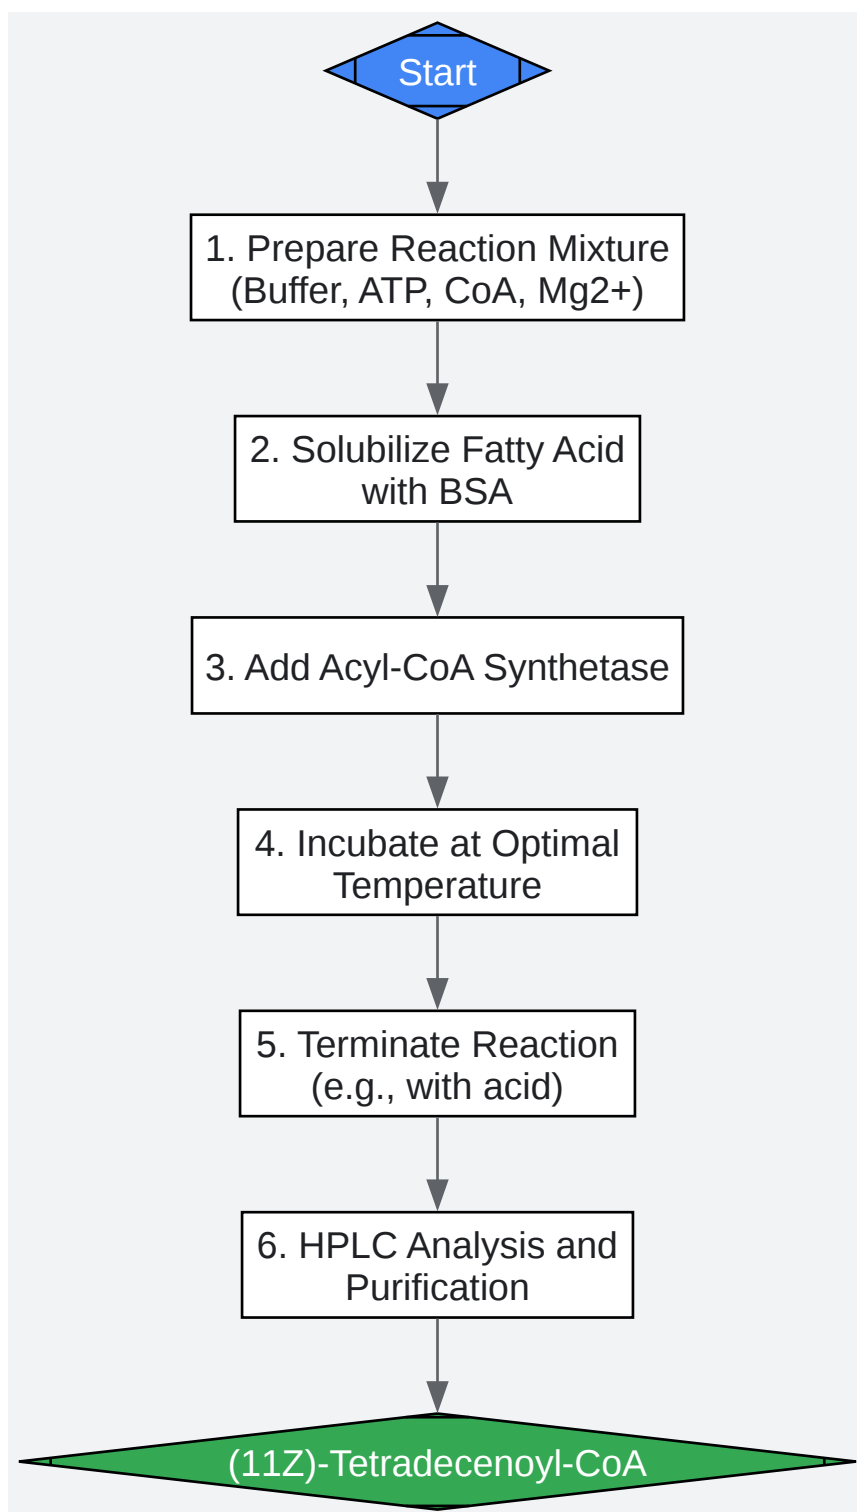 Start
1. Prepare Reaction Mixture
(Buffer, ATP, CoA, Mg2+)
2. Solubilize Fatty Acid
with BSA
3. Add Acyl-CoA Synthetase
4. Incubate at Optimal
Temperature
5. Terminate Reaction
(e.g., with acid)
6. HPLC Analysis and
Purification
(11Z)-Tetradecenoyl-CoA